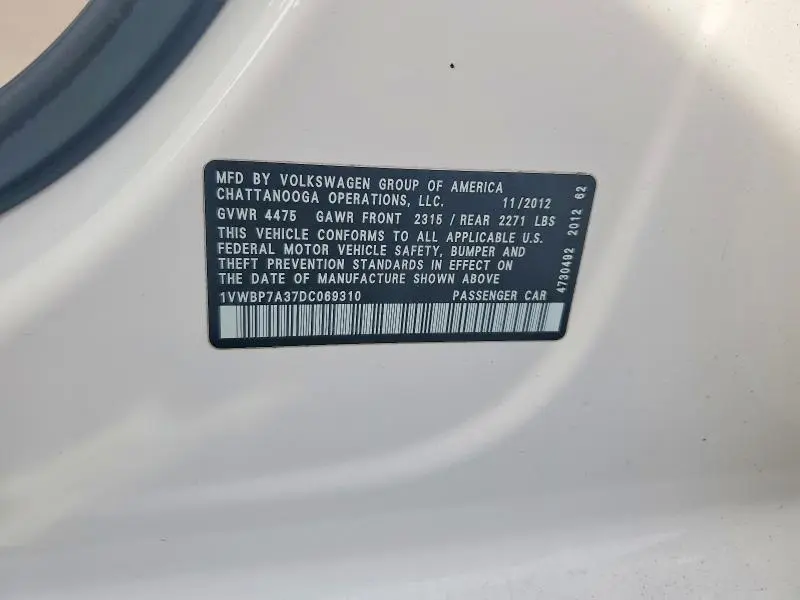 MFD BY VOLKSWAGEN GROUP OF AMERICA
CHATTANOOGA OPERATIONS, LLC. 11/2012
GVWR 4475 GAWR FRONT 2315 / REAR 2271 LBS
THIS VEHICLE CONFORMS TO ALL APPLICABLE U.S.
FEDERAL MOTOR VEHICLE SAFETY, BUMPER AND
THEFT PREVENTION STANDARDS IN EFFECT ON
THE DATE OF MANUFACTURE SHOWN ABOVE
1VWBP7A37DC069310 PASSENGER CAR
4730492 2012 62